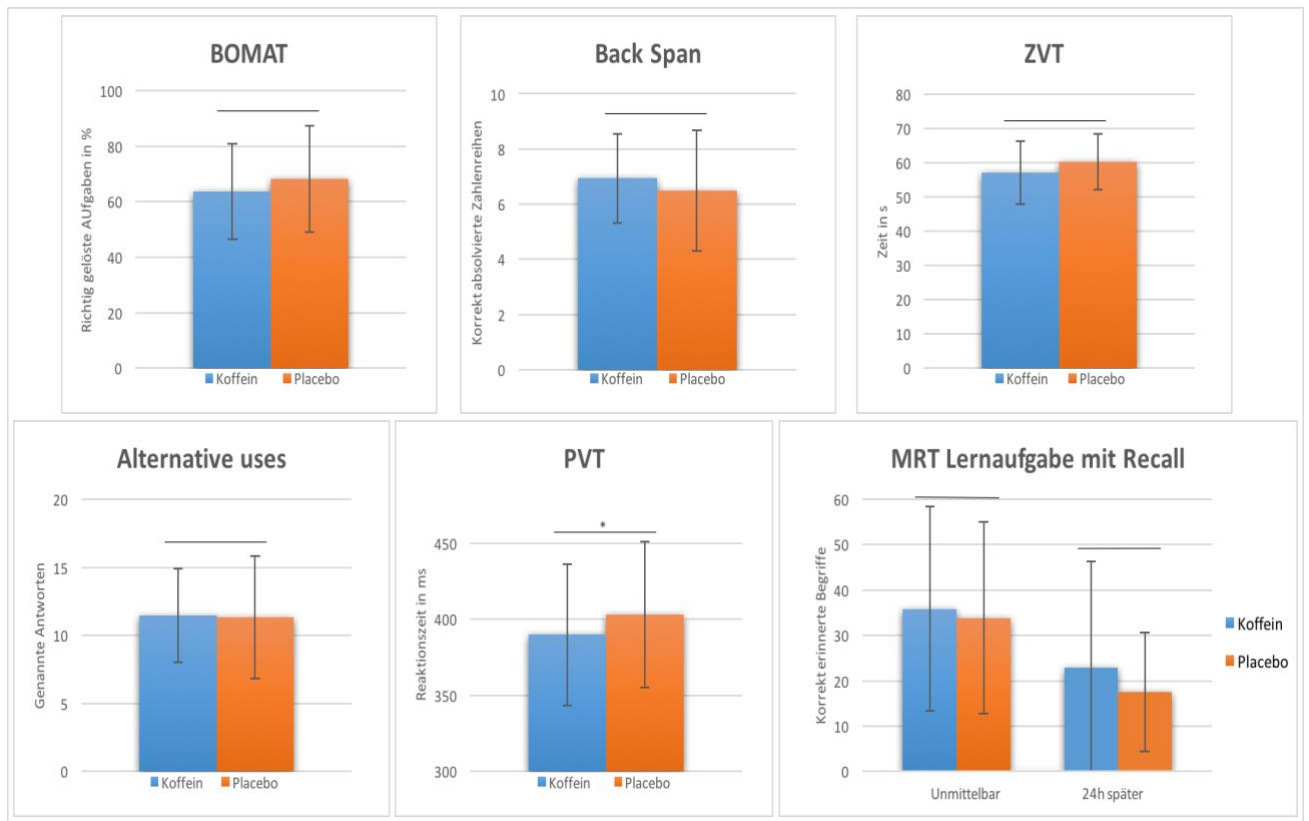 BOMAT
Richtig gelöste AUfgaben in %
100
80
60
40
20
0
Koffein Placebo
Back Span
Korrekt absolvierte Zahlenreihen
10
8
6
4
2
0
Koffein Placebo
ZVT
Zeit in s
80
70
60
50
40
30
20
10
0
Koffein Placebo
Alternative uses
Genannte Antworten
20
15
10
5
0
Koffein Placebo
PVT
Reaktionszeit in ms
*
450
400
350
300
Koffein Placebo
MRT Lernaufgabe mit Recall
Korrekt erinnerte Begriffe
60
50
40
30
20
10
0
Unmittelbar 24h später
Koffein
Placebo